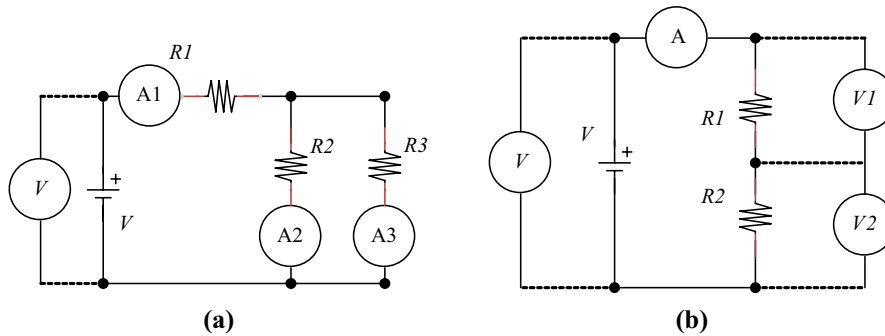 R1
A1
R2
R3
V
+
V
A2
A3
(a)
A
R1
V1
V
V
+
R2
V2
(b)